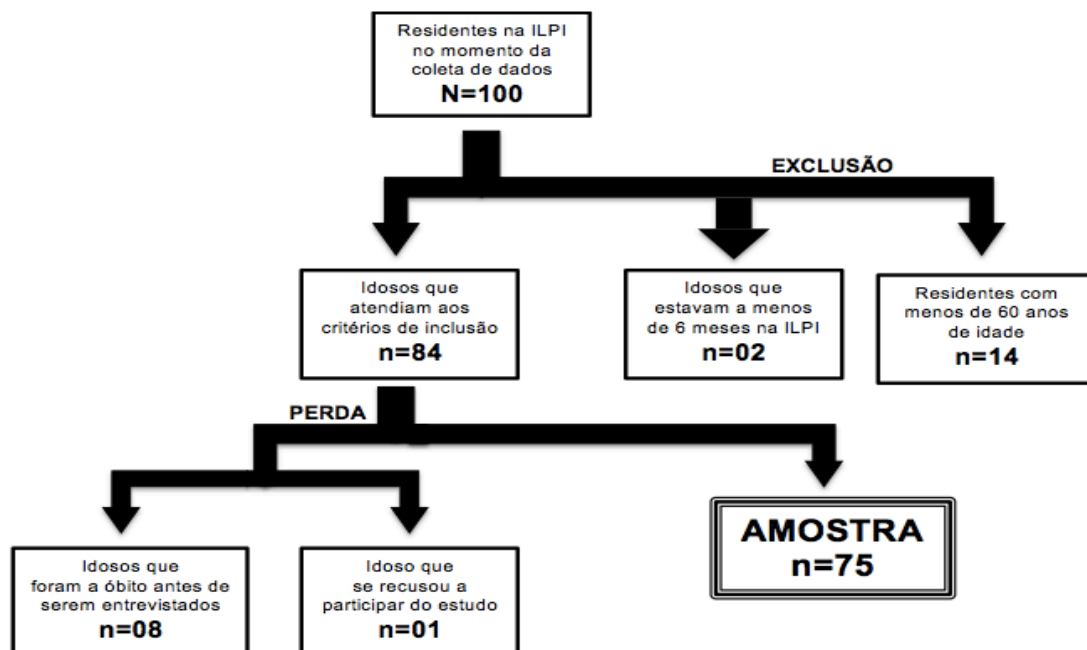 Residentes na ILPI
no momento da
coleta de dados
N=100
EXCLUSÃO
Idosos que
atendiam aos
critérios de inclusão
n=84
Idosos que
estavam a menos
de 6 meses na ILPI
n=02
Residentes com
menos de 60 anos
de idade
n=14
PERDA
Idosos que
foram a óbito antes de
serem entrevistados
n=08
Idoso que
se recusou a
participar do estudo
n=01
AMOSTRA
n=75